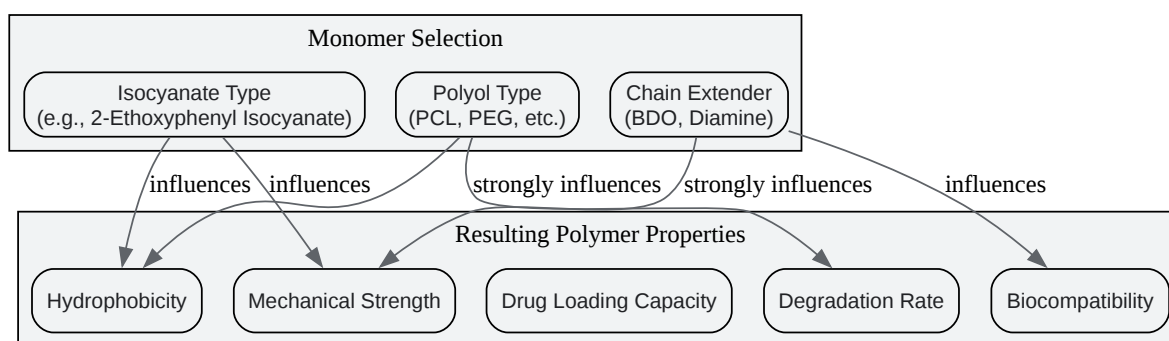 Monomer Selection
Isocyanate Type
(e.g., 2-Ethoxyphenyl Isocyanate)
Polyol Type
(PCL, PEG, etc.)
Chain Extender
(BDO, Diamine)
influences
influences
strongly influences
strongly influences
influences
Resulting Polymer Properties
Hydrophobicity
Mechanical Strength
Drug Loading Capacity
Degradation Rate
Biocompatibility